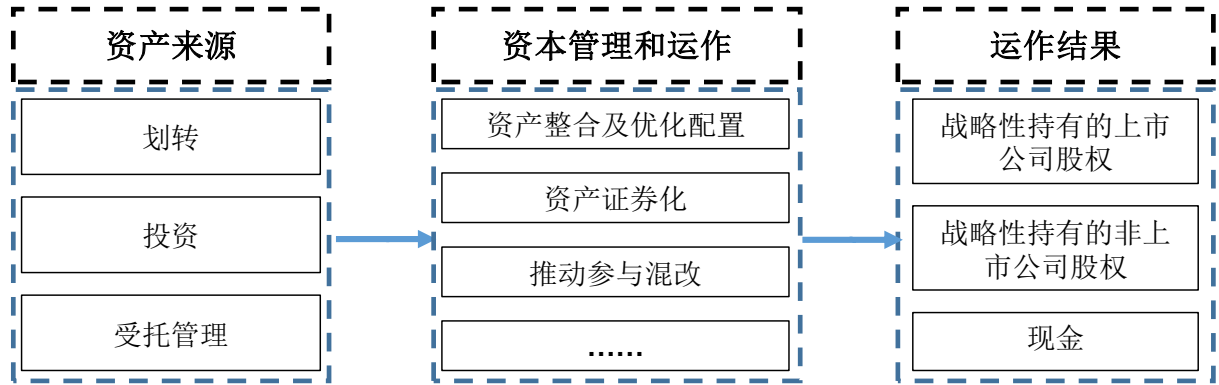 资产来源
划转
投资
受托管理
资本管理和运作
资产整合及优化配置
资产证券化
推动参与混改
......
运作结果
战略性持有的上市
公司股权
战略性持有的非上
市公司股权
现金